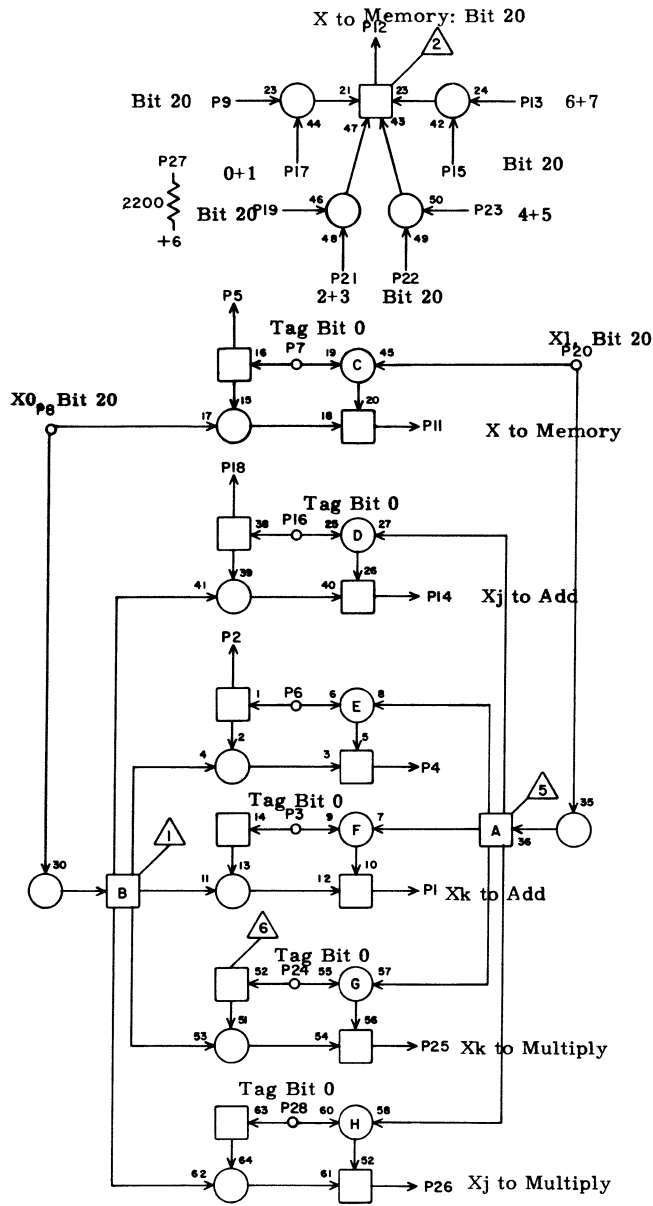 X to Memory: Bit 20
P12
2
Bit 20 P9 23 21 23 24 P13 6+7
44 47 43 42
P27 0+1 P17 P15 Bit 20
2200 Bit 20 P19 46 50 P23 4+5
+6 48 49
P21 P22
2+3 Bit 20
P5
Tag Bit 0 X1, Bit 20
16 P7 19 C 45 P20
X0, Bit 20
P8
15 20
17 18 P11
X to Memory
P18
Tag Bit 0
38 P16 25 D 27
39 26
41 40 P14 Xj to Add
P2
1 P6 6 E 8
2 5
4 3 P4
Tag Bit 0 5
14 P3 9 F 7 A 36 35
1
30 13 10
B 11 12 P1 Xk to Add
6
Tag Bit 0
52 P24 55 G 57
51 56
53 54 P25 Xk to Multiply
Tag Bit 0
63 P28 60 H 58
64 52
62 61 P26 Xj to Multiply